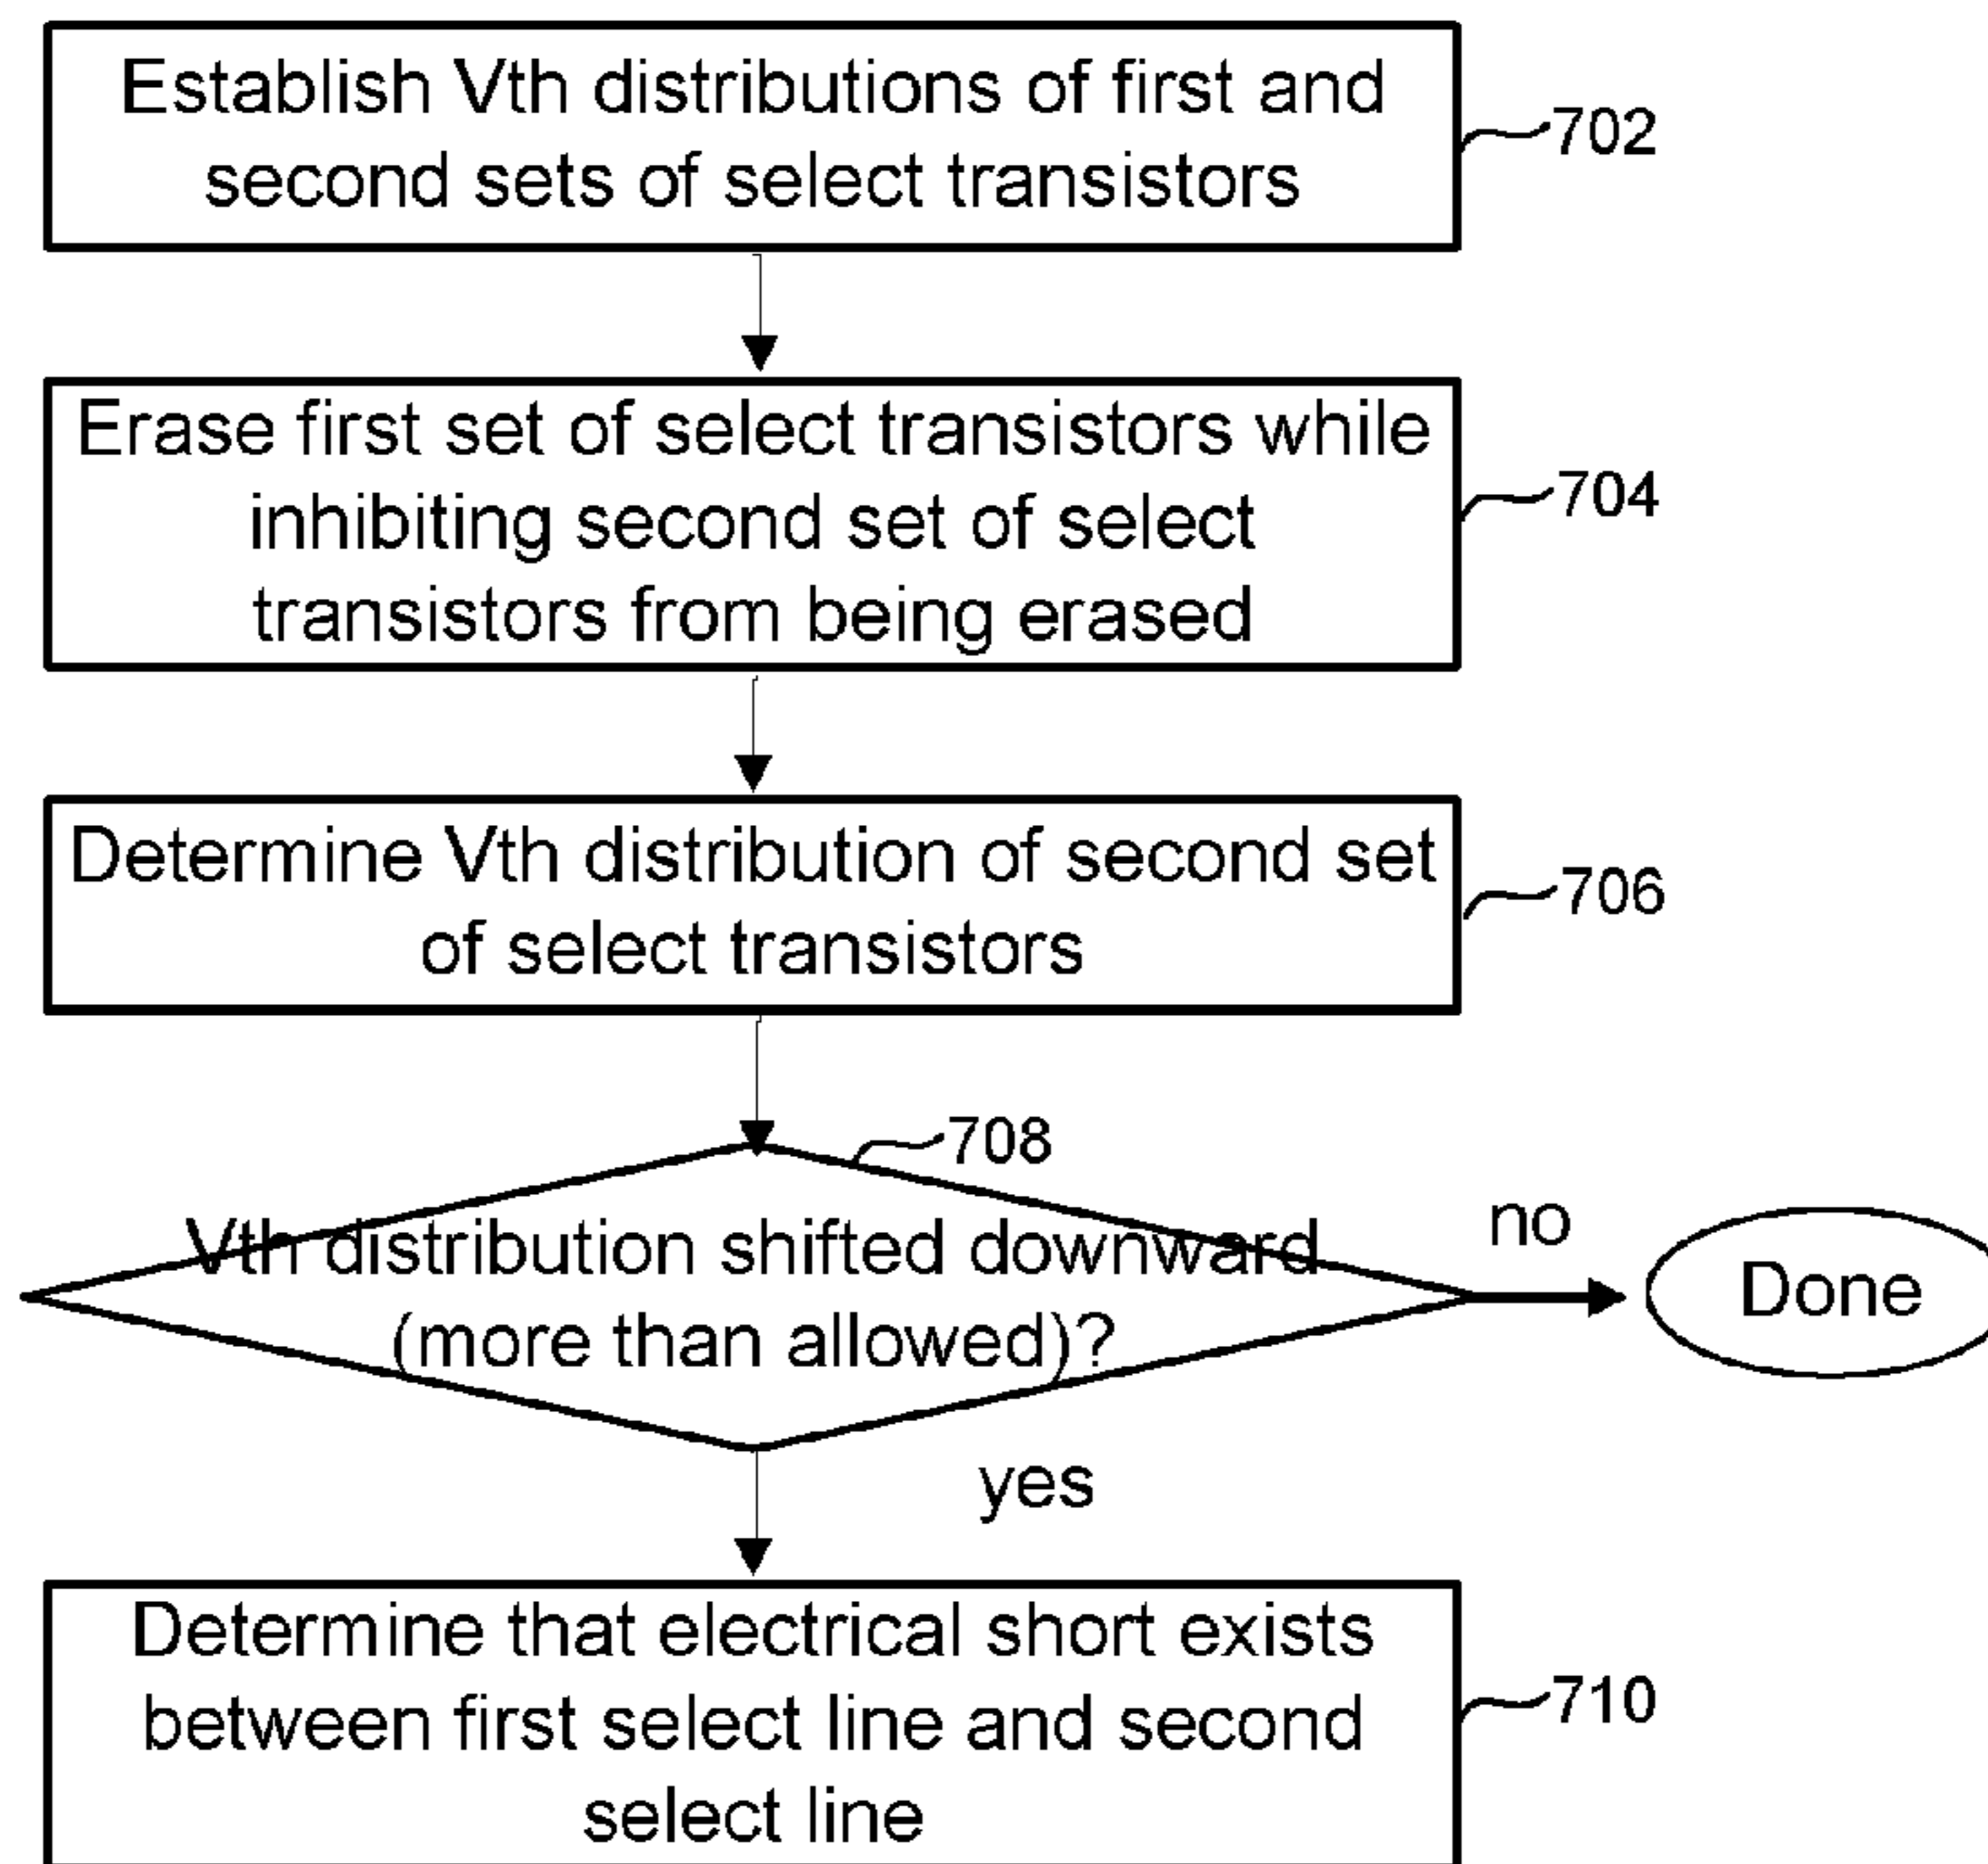 Establish Vth distributions of first and
second sets of select transistors
702
Erase first set of select transistors while
inhibiting second set of select
transistors from being erased
704
Determine Vth distribution of second set
of select transistors
706
708
Vth distribution shifted downward
(more than allowed)?
no
Done
yes
Determine that electrical short exists
between first select line and second
select line
710